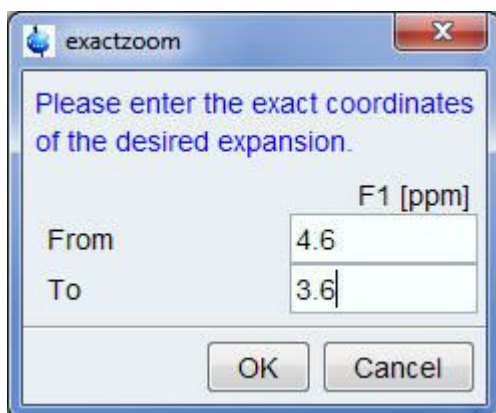 exactzoom
Please enter the exact coordinates
of the desired expansion.
F1 [ppm]
From 4.6
To 3.6
OK Cancel